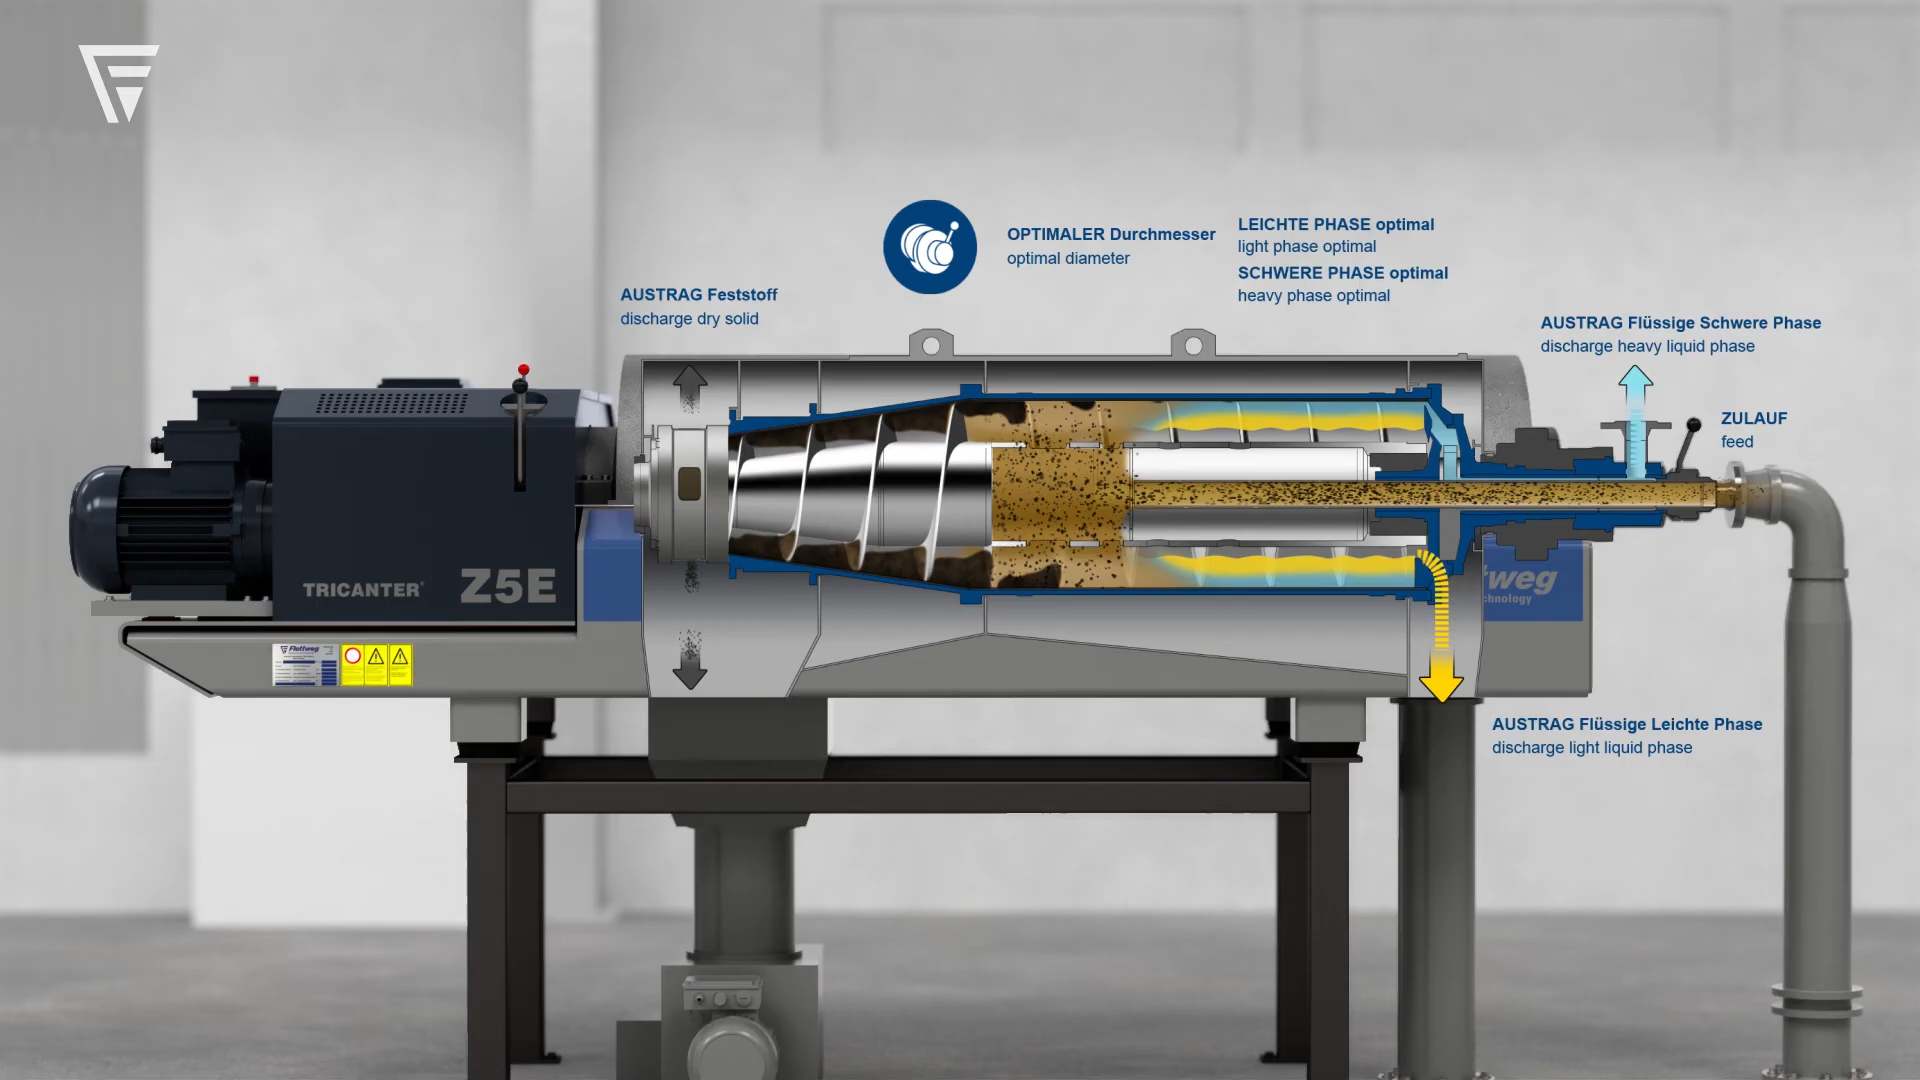 OPTIMALER Durchmesser
optimal diameter
LEICHTE PHASE optimal
light phase optimal
SCHWERE PHASE optimal
heavy phase optimal
AUSTRAG Feststoff
discharge dry solid
AUSTRAG Flüssige Schwere Phase
discharge heavy liquid phase
ZULAUF
feed
TRICANTER®
Z5E
Flottweg
weg
chnology
AUSTRAG Flüssige Leichte Phase
discharge light liquid phase